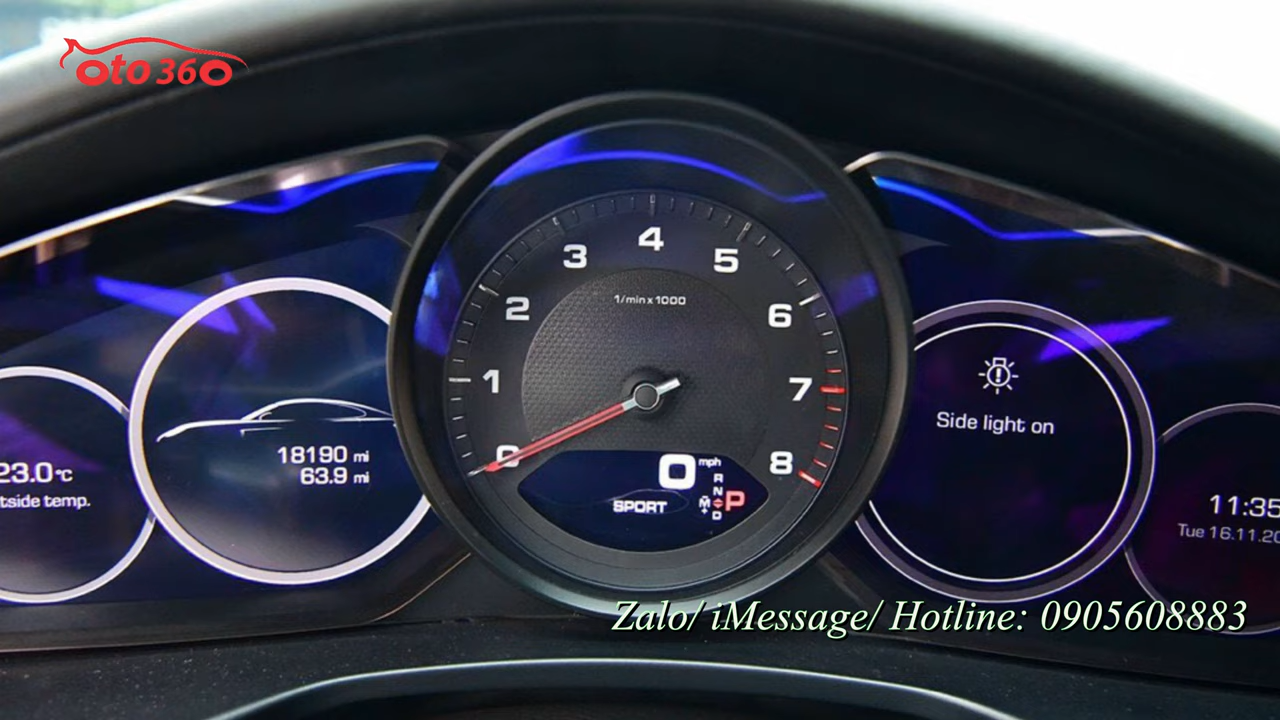 oto360
4
3
5
1/min x 1000
2
6
1
7
0
8
23.0°C
tside temp.
18190 mi
63.9 mi
0 mph
SPORT
R
N
M
+
-
D
P
Side light on
11:35
Tue 16.11.20
Zalo/ iMessage/ Hotline: 0905608883